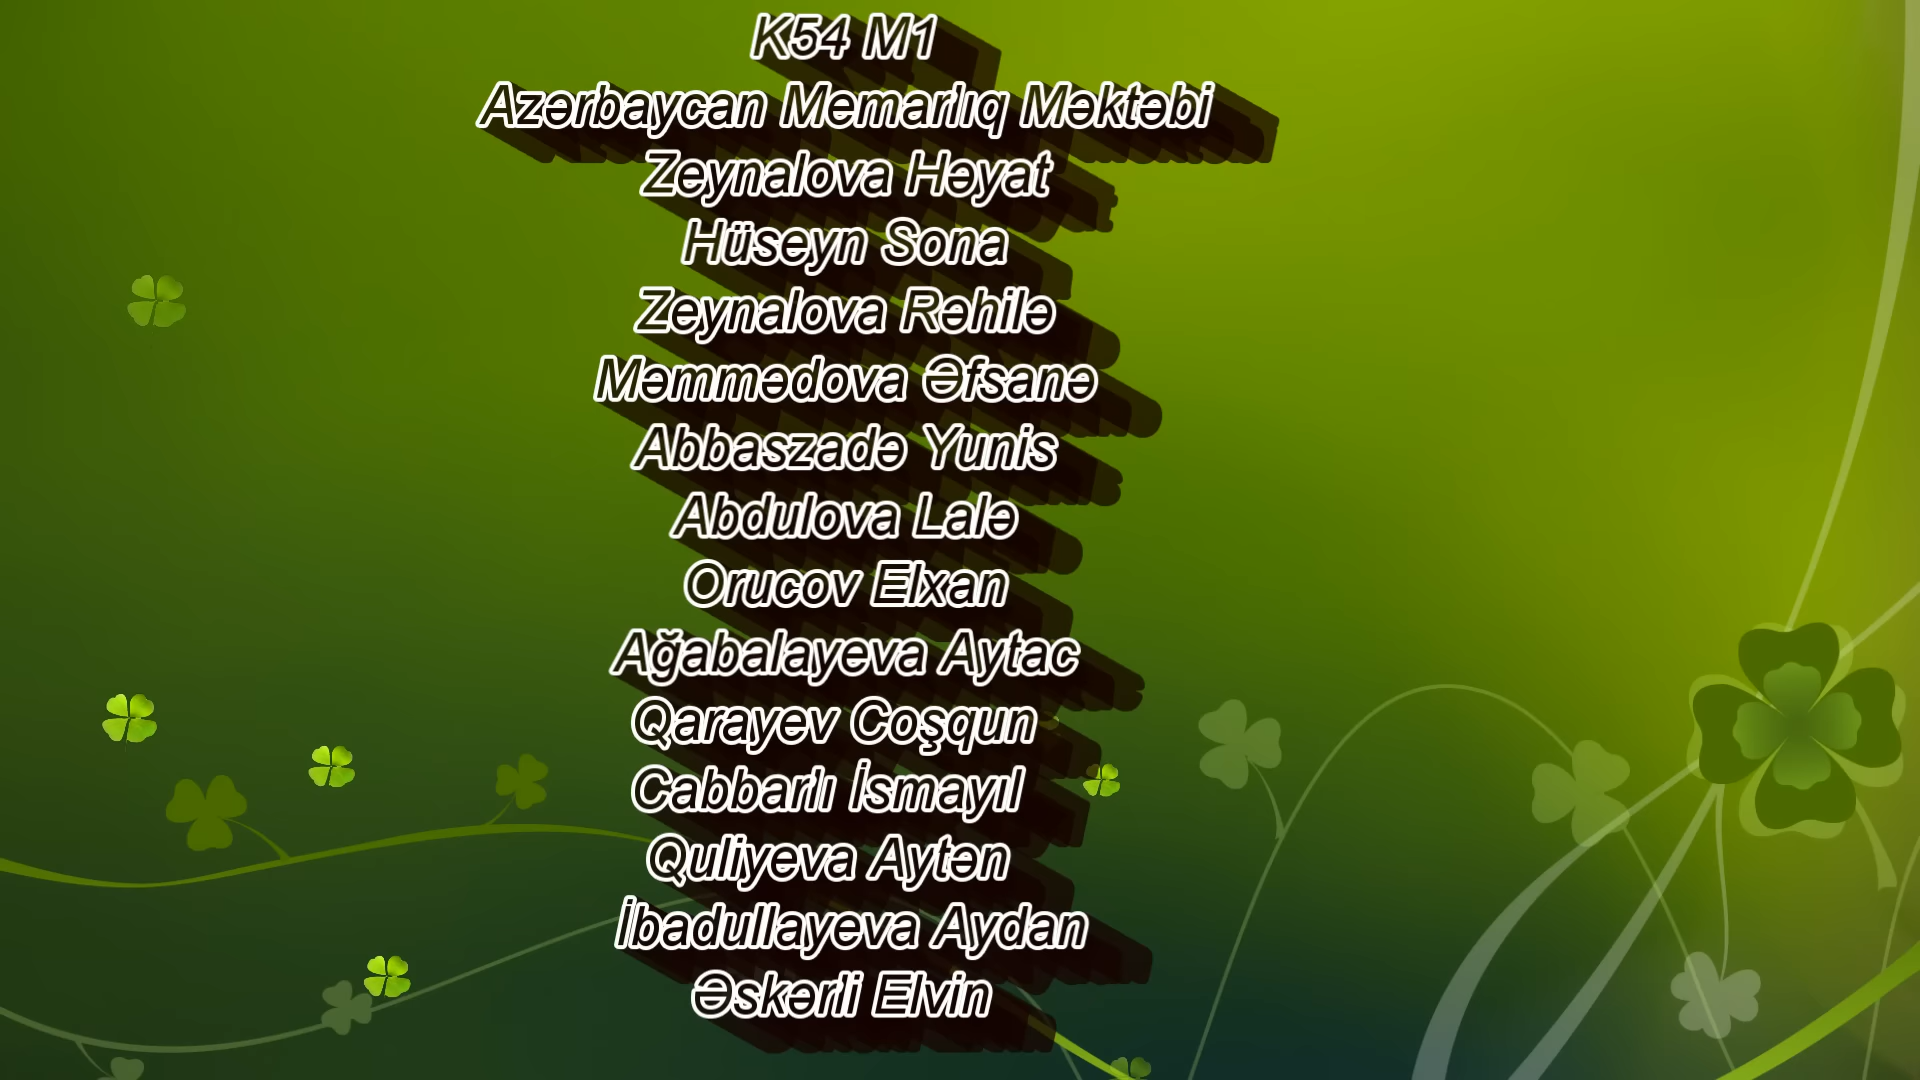 K54 M1
Azərbaycan Memarlıq Məktəbi
Zeynalova Həyat
Hüseyn Sona
Zeynalova Rəhilə
Məmmədova Əfsanə
Abbaszadə Yunis
Abdulova Lalə
Orucov Elxan
Ağabalayeva Aytac
Qarayev Coşqun
Cabbarlı İsmayıl
Quliyeva Aytən
İbadullayeva Aydan
Əskərli Elvin